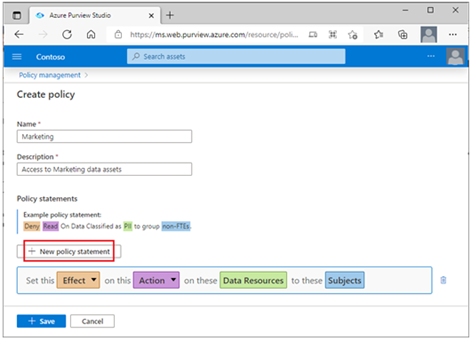 Azure Purview Studio
https://ms.web.purview.azure.com/resource/poli...
Contoso
Search assets
Policy management
Create policy
Name *
Marketing
Description *
Access to Marketing data assets
Policy statements
Example policy statement:
Deny Read On Data Classified as PII to group non-FTEs.
+ New policy statement
Set this Effect on this Action on these Data Resources to these Subjects
+ Save Cancel